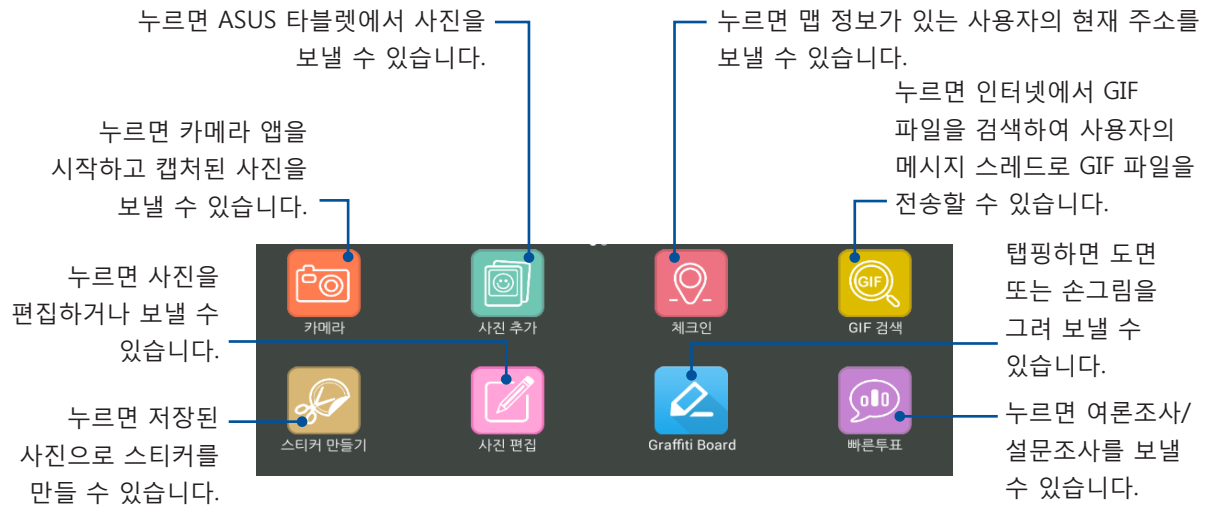 누르면 ASUS 타블렛에서 사진을
보낼 수 있습니다.
누르면 맵 정보가 있는 사용자의 현재 주소를
보낼 수 있습니다.
누르면 카메라 앱을
시작하고 캡처된 사진을
보낼 수 있습니다.
누르면 인터넷에서 GIF
파일을 검색하여 사용자의
메시지 스레드로 GIF 파일을
전송할 수 있습니다.
누르면 사진을
편집하거나 보낼 수
있습니다.
탭핑하면 도면
또는 손그림을
그려 보낼 수
있습니다.
누르면 저장된
사진으로 스티커를
만들 수 있습니다.
누르면 여론조사/
설문조사를 보낼
수 있습니다.
GIF
카메라
사진 추가
체크인
GIF 검색
스티커 만들기
사진 편집
Graffiti Board
빠른투표